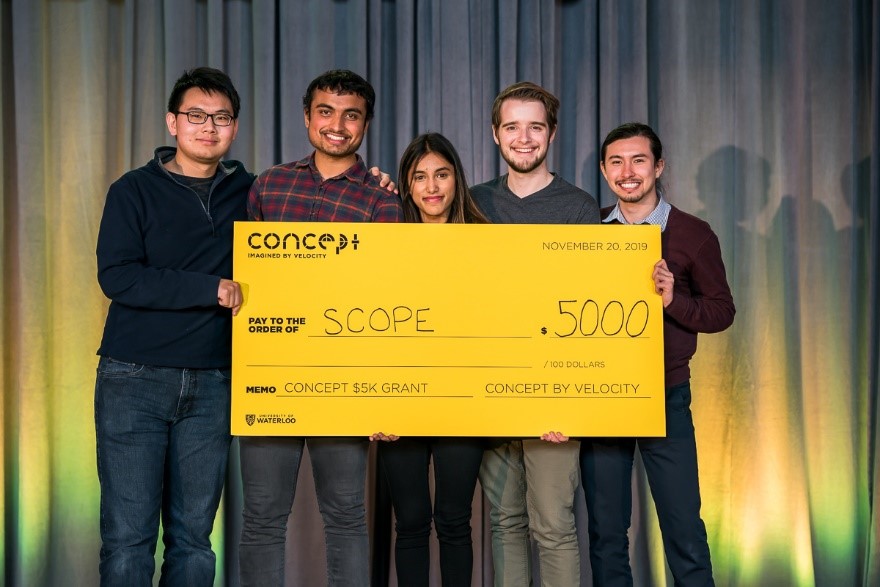 concept
IMAGINED BY VELOCITY
NOVEMBER 20, 2019
PAY TO THE
ORDER OF SCOPE $ 5000
/100 DOLLARS
MEMO CONCEPT $5K GRANT CONCEPT BY VELOCITY
UNIVERSITY OF
WATERLOO